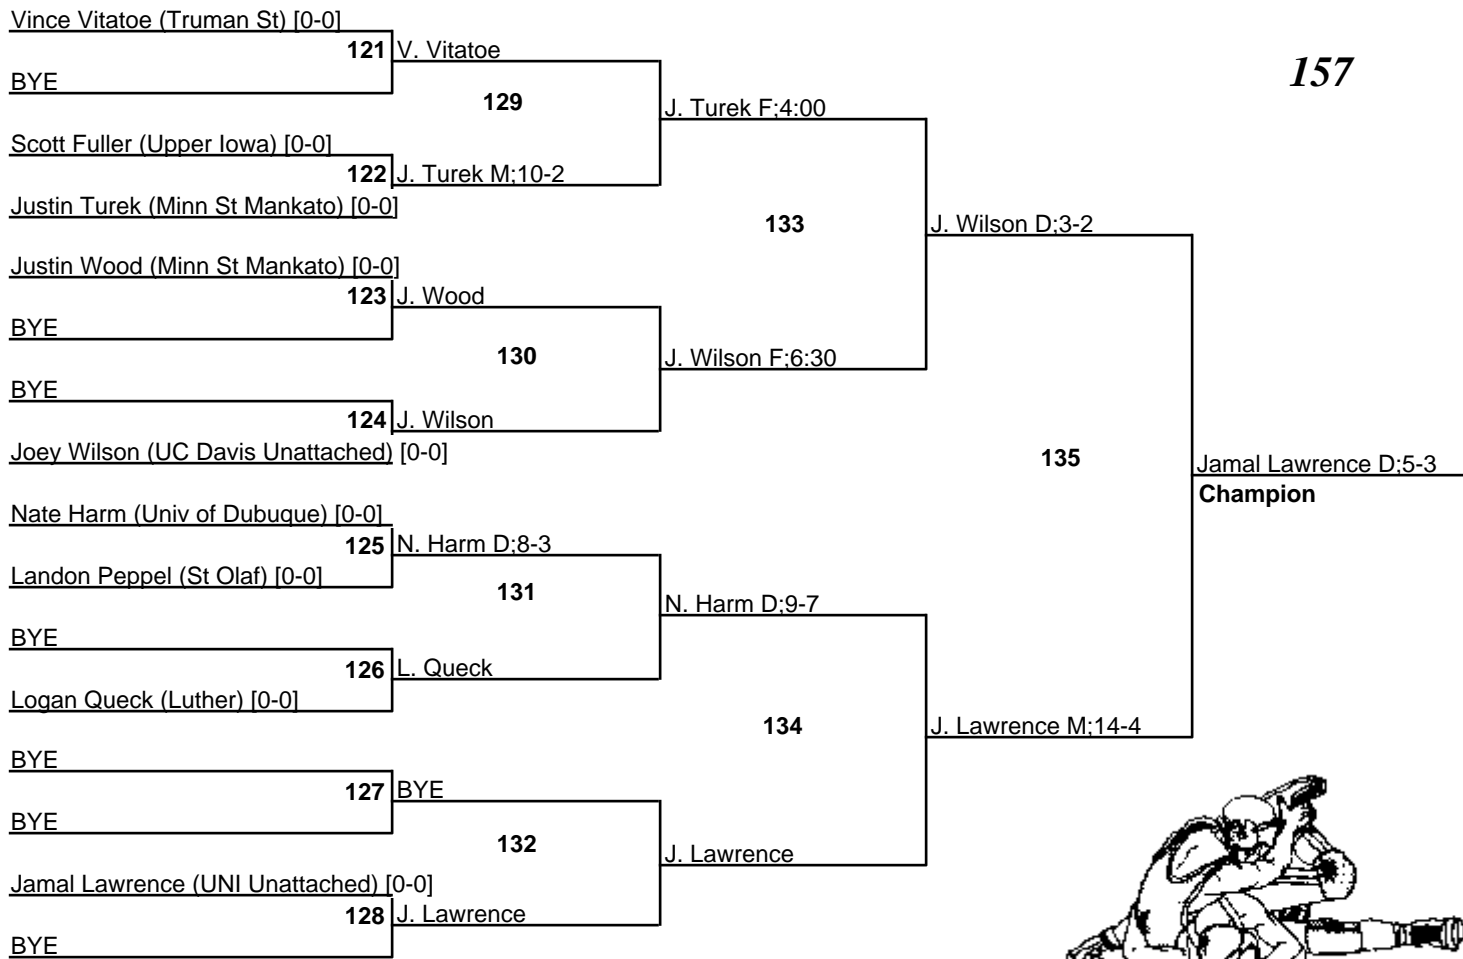 Vince Vitatoe (Truman St) [0-0]
121 V. Vitatoe
BYE
157
129
J. Turek F;4:00
Scott Fuller (Upper Iowa) [0-0]
122 J. Turek M;10-2
Justin Turek (Minn St Mankato) [0-0]
133
J. Wilson D;3-2
Justin Wood (Minn St Mankato) [0-0]
123 J. Wood
BYE
130
J. Wilson F;6:30
BYE
124 J. Wilson
Joey Wilson (UC Davis Unattached) [0-0]
135
Jamal Lawrence D;5-3
Champion
Nate Harm (Univ of Dubuque) [0-0]
125 N. Harm D;8-3
Landon Peppel (St Olaf) [0-0]
131
N. Harm D;9-7
BYE
126 L. Queck
Logan Queck (Luther) [0-0]
134
J. Lawrence M;14-4
BYE
127 BYE
BYE
132
J. Lawrence
Jamal Lawrence (UNI Unattached) [0-0]
128 J. Lawrence
BYE